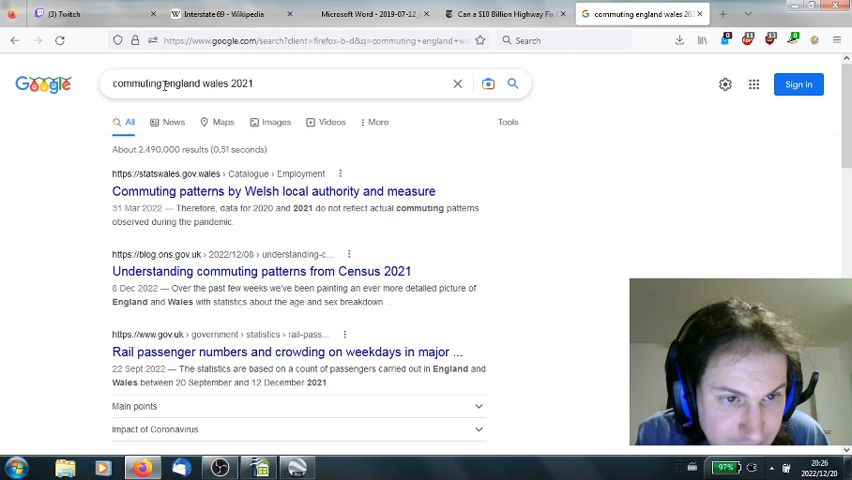 (3) Twitch
Interstate 69 - Wikipedia
Microsoft Word - 2019-07-12_
Can a $10 Billion Highway Fix
commuting england wales 202
https://www.google.com/search?client=firefox-b-d&q=commuting+england+wa
Search
Google
commuting england wales 2021
Sign in
All
News
Maps
Images
Videos
More
Tools
About 2.490.000 results (0,51 seconds)
https://statswales.gov.wales › Catalogue › Employment
Commuting patterns by Welsh local authority and measure
31 Mar 2022 — Therefore, data for 2020 and 2021 do not reflect actual commuting patterns
observed during the pandemic.
https://blog.ons.gov.uk › 2022/12/08 › understanding-c...
Understanding commuting patterns from Census 2021
8 Dec 2022 — Over the past few weeks we've been painting an ever more detailed picture of
England and Wales with statistics about the age and sex breakdown ...
https://www.gov.uk › government › statistics › rail-pass...
Rail passenger numbers and crowding on weekdays in major ...
22 Sept 2022 — The statistics are based on a count of passengers carried out in England and
Wales between 20 September and 12 December 2021.
Main points
Impact of Coronavirus
97%
20:26
2022/12/20